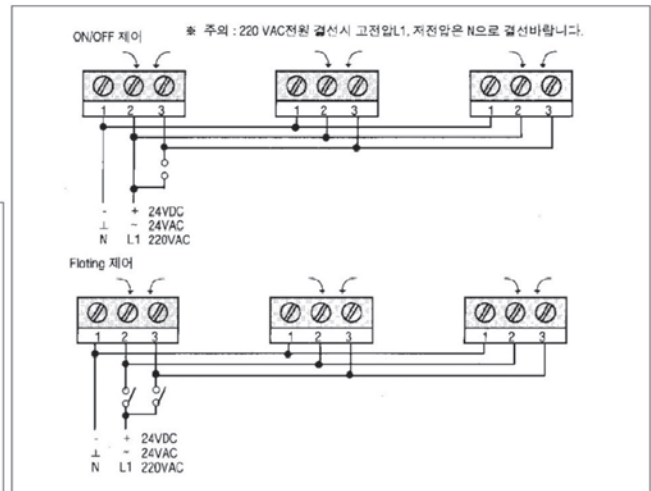 ON/OFF 제어
※ 주의 : 220 VAC전원 결선시 고전압L1, 저전압은 N으로 결선바랍니다.
1 2 3
1 2 3
1 2 3
- + 24VDC
⊥ ~ 24VAC
N L1 220VAC
Floting 제어
1 2 3
1 2 3
1 2 3
- + 24VDC
⊥ ~ 24VAC
N L1 220VAC